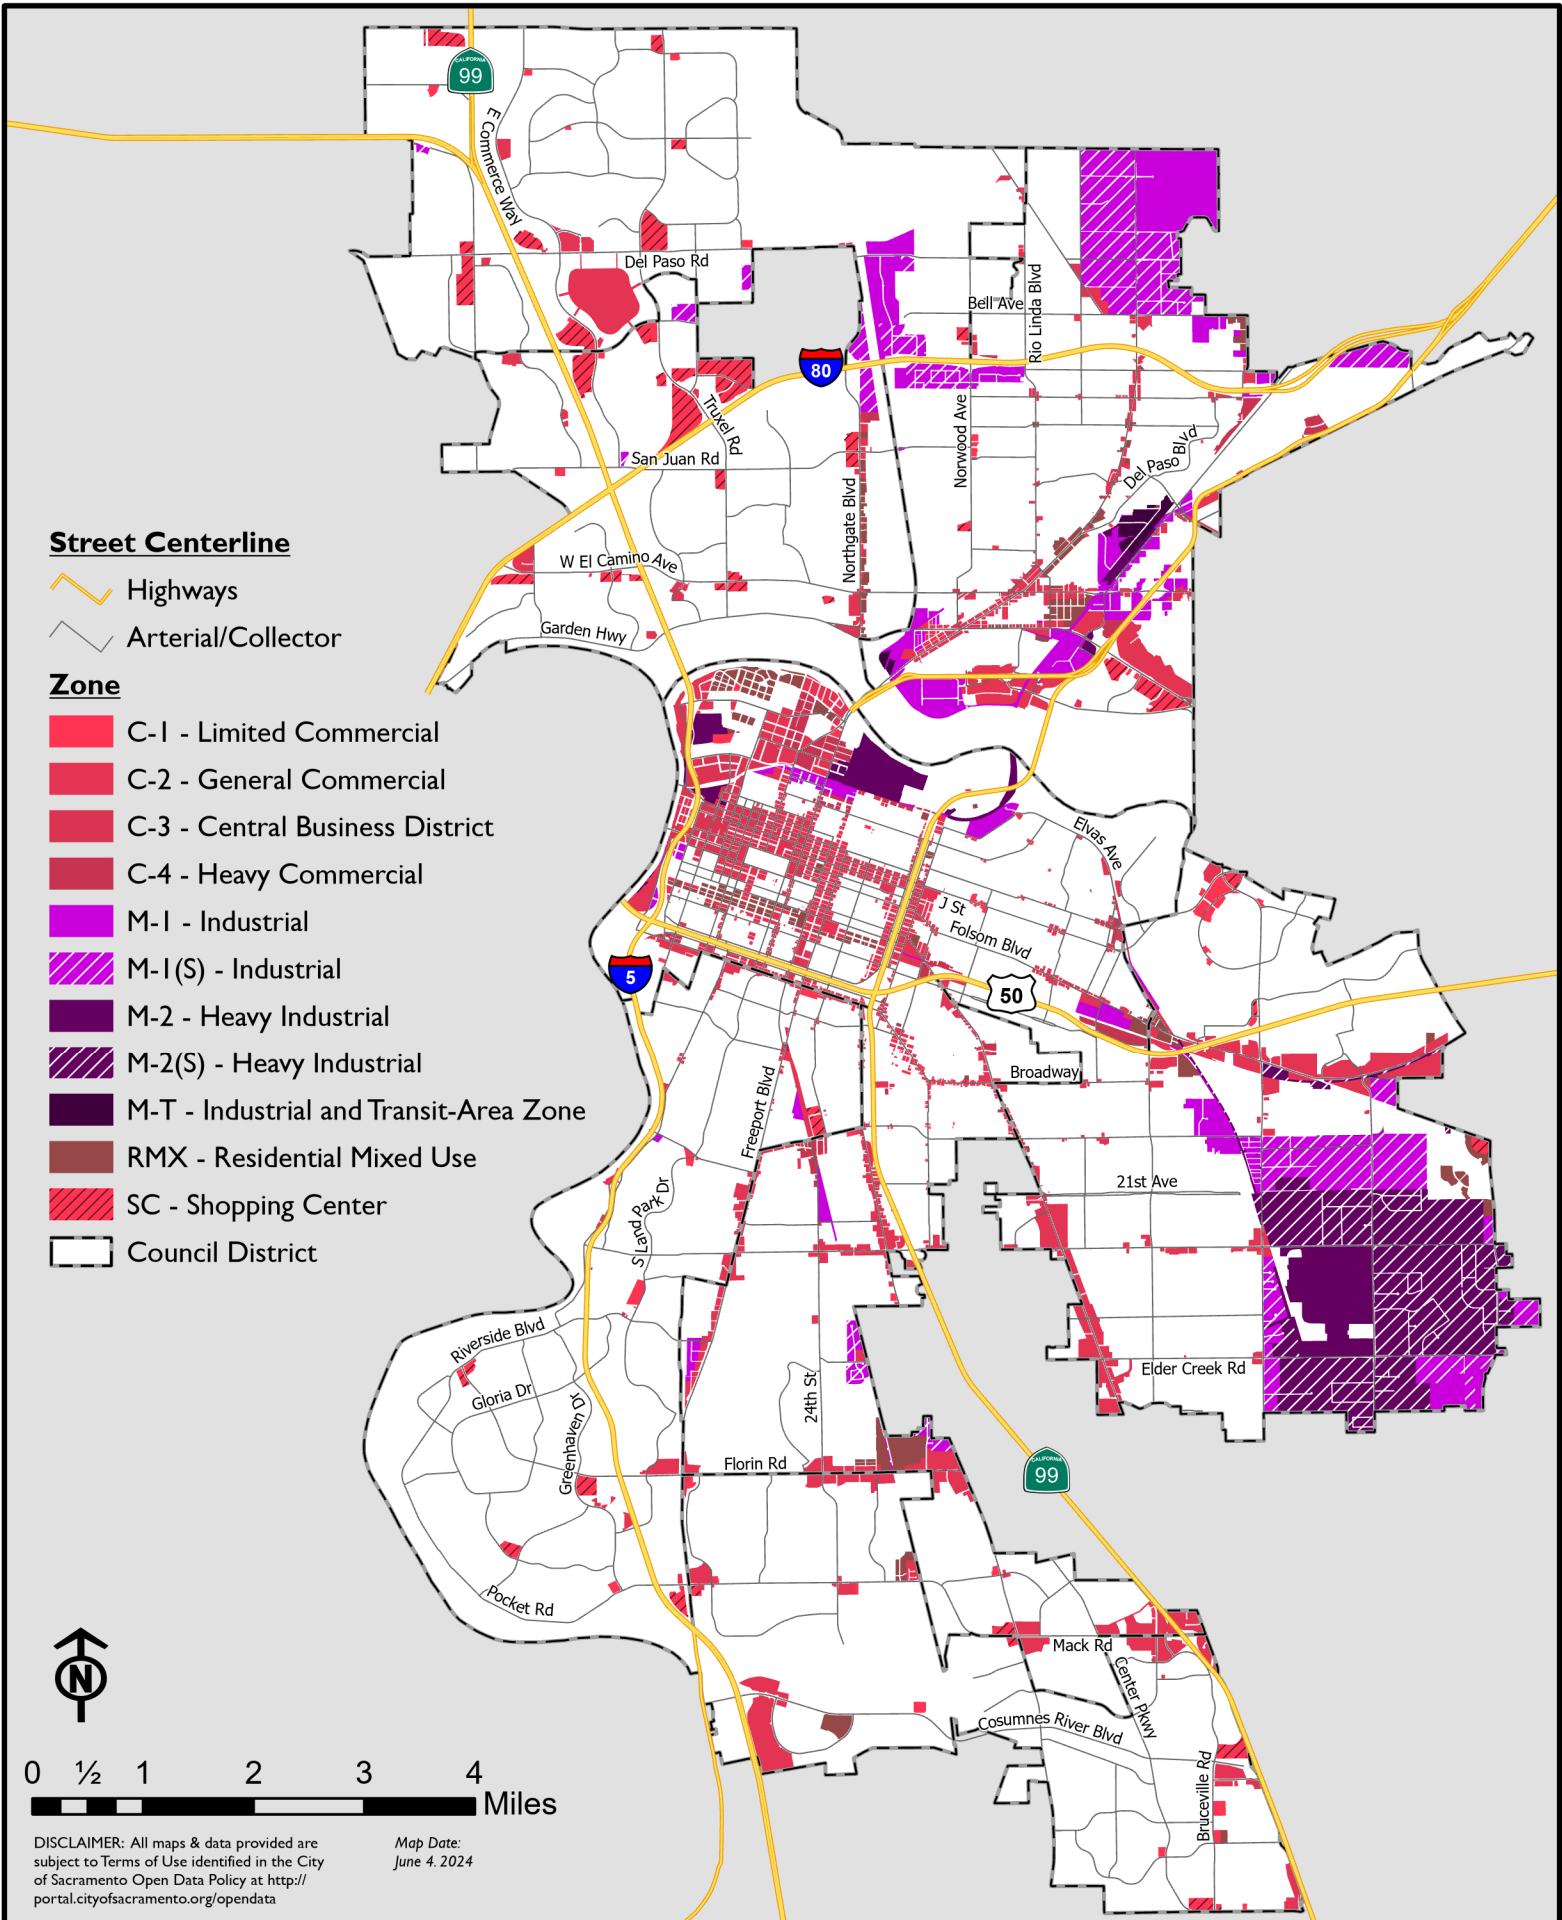 CALIFORNIA
99
E Commerce Way
Del Paso Rd
Bell Ave
Rio Linda Blvd
80
Truxel Rd
San Juan Rd
Norwood Ave
Del Paso Blvd
Northgate Blvd
W El Camino Ave
Garden Hwy
Street Centerline
Highways
Arterial/Collector
Zone
C-1 - Limited Commercial
C-2 - General Commercial
C-3 - Central Business District
C-4 - Heavy Commercial
M-1 - Industrial
M-1(S) - Industrial
M-2 - Heavy Industrial
M-2(S) - Heavy Industrial
M-T - Industrial and Transit-Area Zone
RMX - Residential Mixed Use
SC - Shopping Center
Council District
Elvas Ave
J St
Folsom Blvd
5
50
Broadway
Freeport Blvd
21st Ave
S Land Park Dr
Riverside Blvd
Gloria Dr
Greenhaven Dr
24th St
Elder Creek Rd
Florin Rd
CALIFORNIA
99
Pocket Rd
Mack Rd
Center Pkwy
Cosumnes River Blvd
Bruceville Rd
N
0 ½ 1 2 3 4
Miles
DISCLAIMER: All maps & data provided are
subject to Terms of Use identified in the City
of Sacramento Open Data Policy at http://
portal.cityofsacramento.org/opendata
Map Date:
June 4. 2024